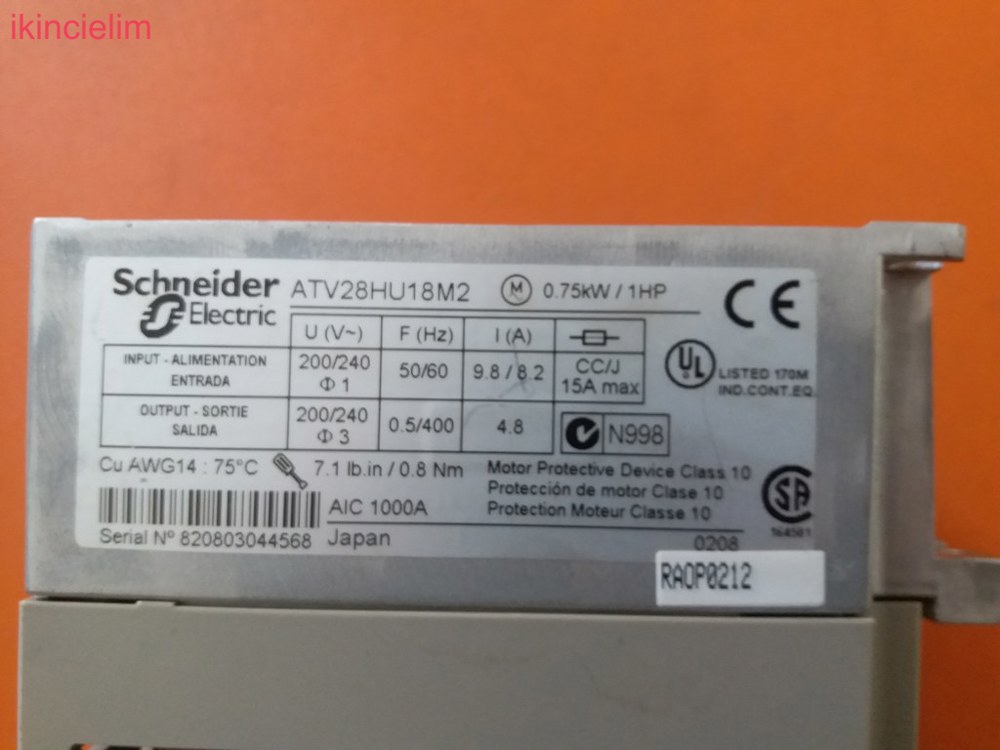 ikincielim
Schneider Electric
ATV28HU18M2 M 0.75kW / 1HP
CE
U (V~) F (Hz) I (A)
INPUT - ALIMENTATION ENTRADA 200/240 Φ 1 50/60 9.8 / 8.2 CC/J 15A max
UL LISTED 170M
IND.CONT.EQ.
OUTPUT - SORTIE SALIDA 200/240 Φ 3 0.5/400 4.8
N998
Cu AWG14 : 75°C 7.1 lb.in / 0.8 Nm
Motor Protective Device Class 10
Protección de motor Clase 10
Protection Moteur Classe 10
SA
164501
AIC 1000A
Serial Nº 820803044568 Japan
0208
RAOP0212